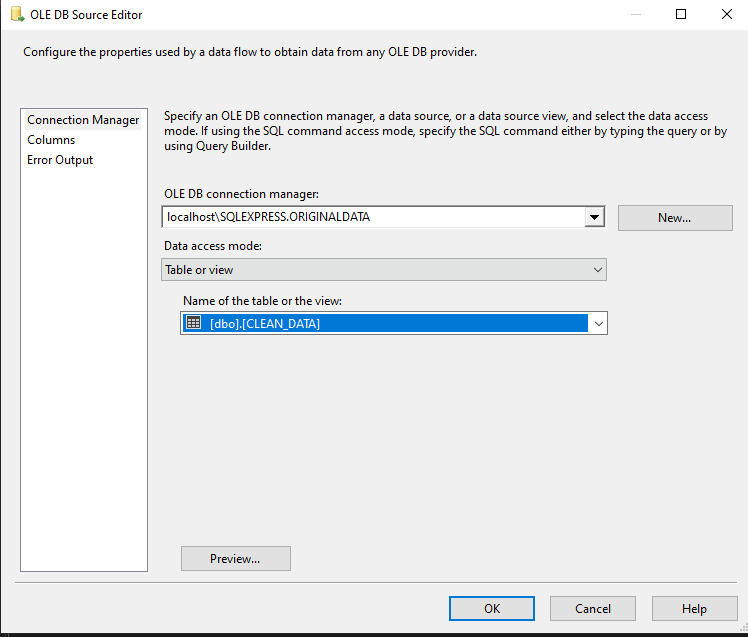 OLE DB Source Editor
Configure the properties used by a data flow to obtain data from any OLE DB provider.
Connection Manager
Columns
Error Output
Specify an OLE DB connection manager, a data source, or a data source view, and select the data access
mode. If using the SQL command access mode, specify the SQL command either by typing the query or by
using Query Builder.
OLE DB connection manager:
localhost\SQLEXPRESS.ORIGINALDATA
New...
Data access mode:
Table or view
Name of the table or the view:
[dbo].[CLEAN_DATA]
Preview...
OK
Cancel
Help